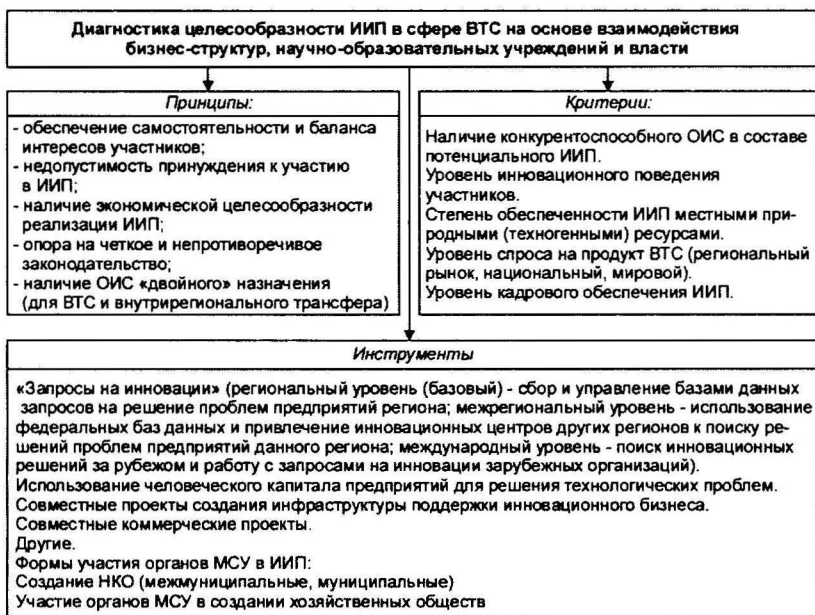 Диагностика целесообразности ИИП в сфере ВТС на основе взаимодействия
бизнес-структур, научно-образовательных учреждений и власти
Принципы:
- обеспечение самостоятельности и баланса
интересов участников;
- недопустимость принуждения к участию
в ИИП;
- наличие экономической целесообразности
реализации ИИП;
- опора на четкое и непротиворечивое
законодательство;
- наличие ОИС «двойного» назначения
(для ВТС и внутрирегионального трансфера)
Критерии:
Наличие конкурентоспособного ОИС в составе
потенциального ИИП.
Уровень инновационного поведения
участников.
Степень обеспеченности ИИП местными при-
родными (техногенными) ресурсами.
Уровень спроса на продукт ВТС (региональный
рынок, национальный, мировой).
Уровень кадрового обеспечения ИИП.
Инструменты
«Запросы на инновации» (региональный уровень (базовый) - сбор и управление базами данных
запросов на решение проблем предприятий региона; межрегиональный уровень - использование
федеральных баз данных и привлечение инновационных центров других регионов к поиску ре-
шений проблем предприятий данного региона; международный уровень - поиск инновационных
решений за рубежом и работу с запросами на инновации зарубежных организаций).
Использование человеческого капитала предприятий для решения технологических проблем.
Совместные проекты создания инфраструктуры поддержки инновационного бизнеса.
Совместные коммерческие проекты.
Другие.
Формы участия органов МСУ в ИИП:
Создание НКО (межмуниципальные, муниципальные)
Участие органов МСУ в создании хозяйственных обществ